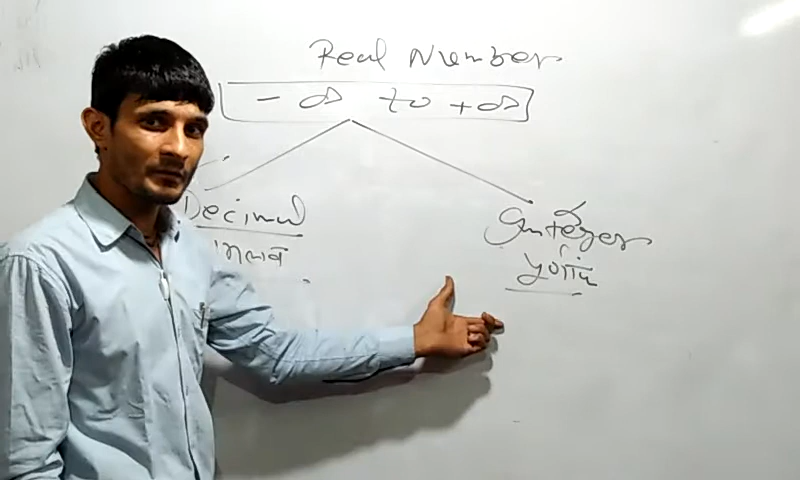 Real Number
- ∞ to + ∞
Decimal
Integer
पूर्णांक